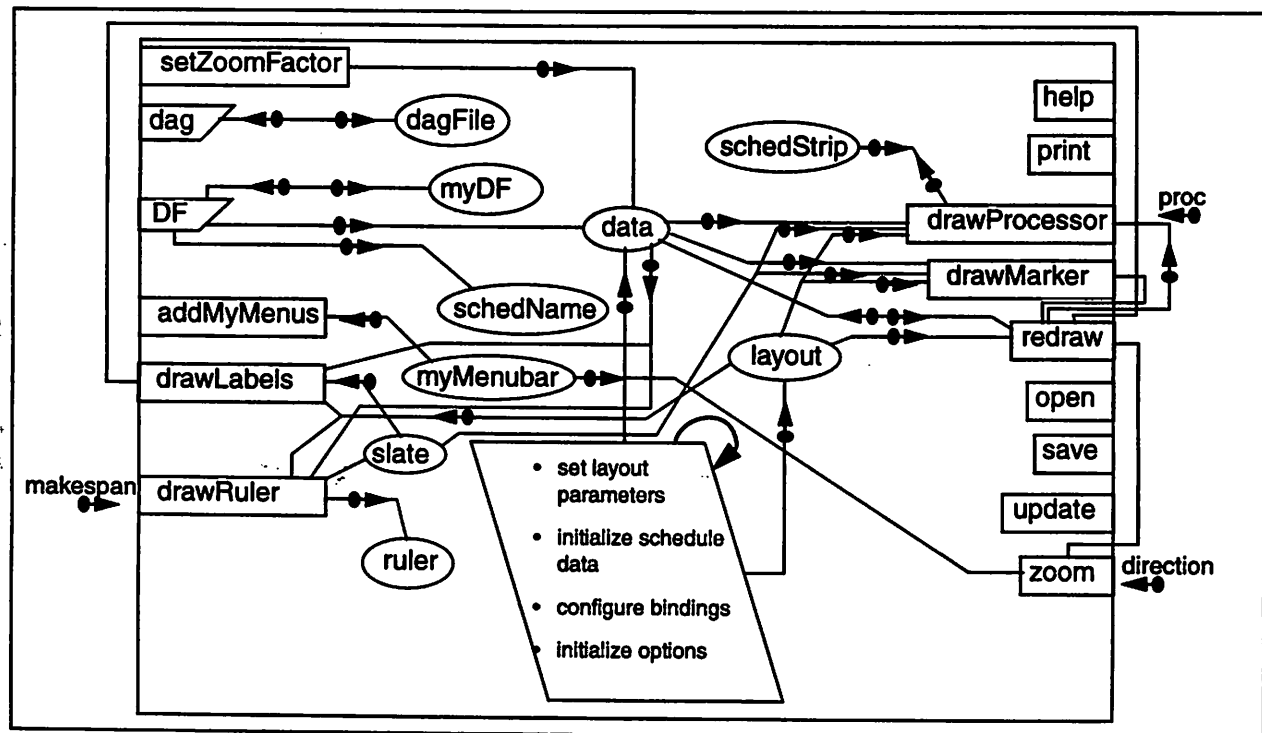 setZoomFactor
help
dag
dagFile
schedStrip
print
myDF
proc
DF
data
drawProcessor
drawMarker
schedName
addMyMenus
redraw
layout
drawLabels
myMenubar
open
slate
save
• set layout
parameters
makespan
drawRuler
update
• initialize schedule
data
ruler
zoom
direction
• configure bindings
• initialize options